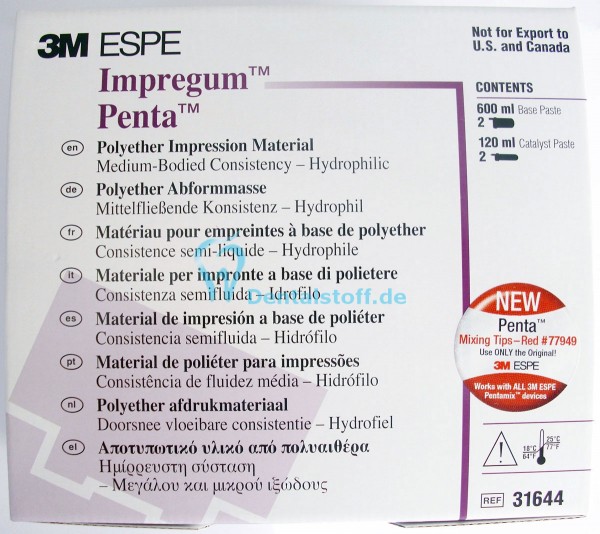 3M ESPE
Impregum™
Penta™
Not for Export to
U.S. and Canada
CONTENTS
600 ml Base Paste
2
120 ml Catalyst Paste
2
en Polyether Impression Material
Medium-Bodied Consistency – Hydrophilic
de Polyether Abformmasse
Mittelfließende Konsistenz – Hydrophil
fr Matériau pour empreintes à base de polyether
Consistence semi-liquide – Hydrophile
it Materiale per impronte a base di polietere
Consistenza semifluida – Idrofilo
Dentalstoff.de
es Material de impresión a base de poliéter
Consistencia semifluida – Hidrófilo
pt Material de poliéter para impressões
Consistência de fluidez média – Hidrófilo
nl Polyether afdrukmateriaal
Doorsnee vloeibare consistentie – Hydrofiel
el Αποτυπωτικό υλικό από πολυαιθέρα
Ημίρρευστη σύσταση
– Μεγάλου και μικρού ιξώδους
NEW
Penta™
Mixing Tips – Red #77949
Use ONLY the Original!
3M ESPE
Works with ALL 3M ESPE
Pentamix™ devices
18°C
64°F
25°C
77°F
REF 31644